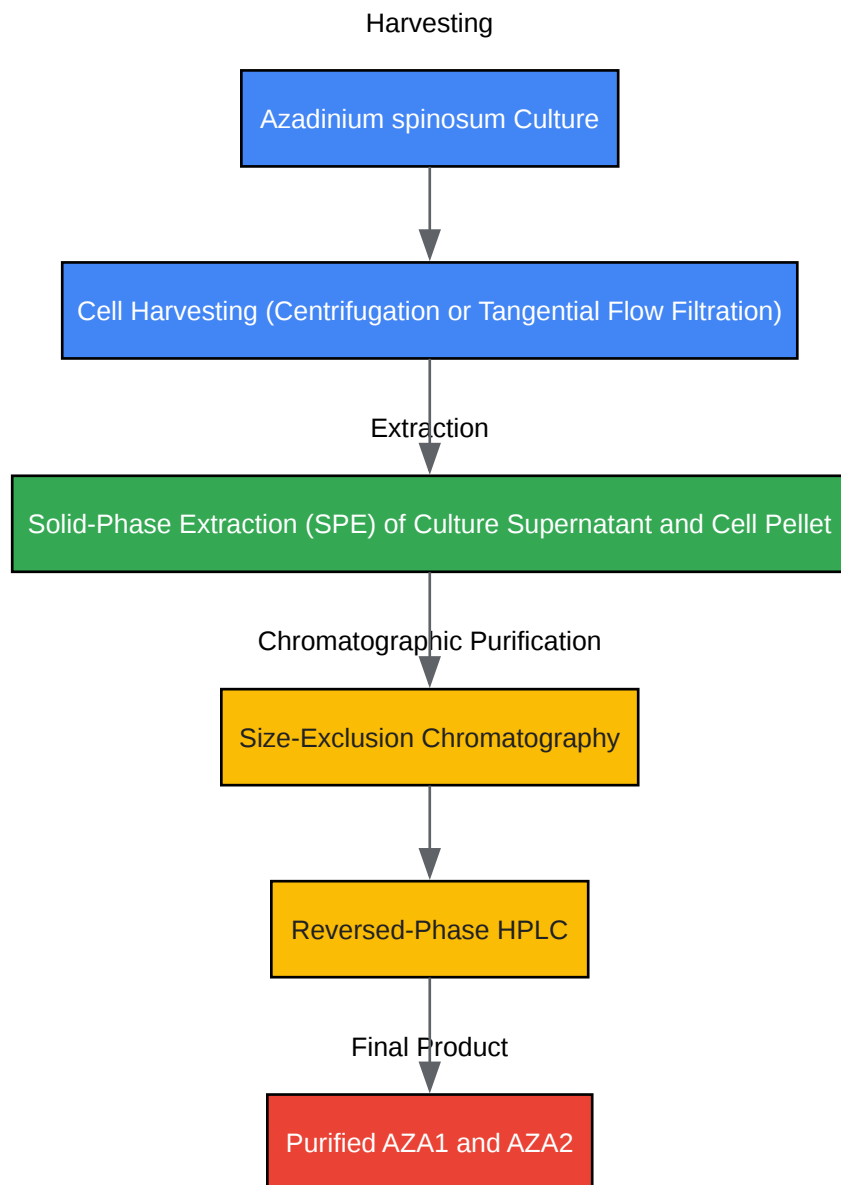 Harvesting
Azadinium spinosum Culture
Cell Harvesting (Centrifugation or Tangential Flow Filtration)
Extraction
Solid-Phase Extraction (SPE) of Culture Supernatant and Cell Pellet
Chromatographic Purification
Size-Exclusion Chromatography
Reversed-Phase HPLC
Final Product
Purified AZA1 and AZA2